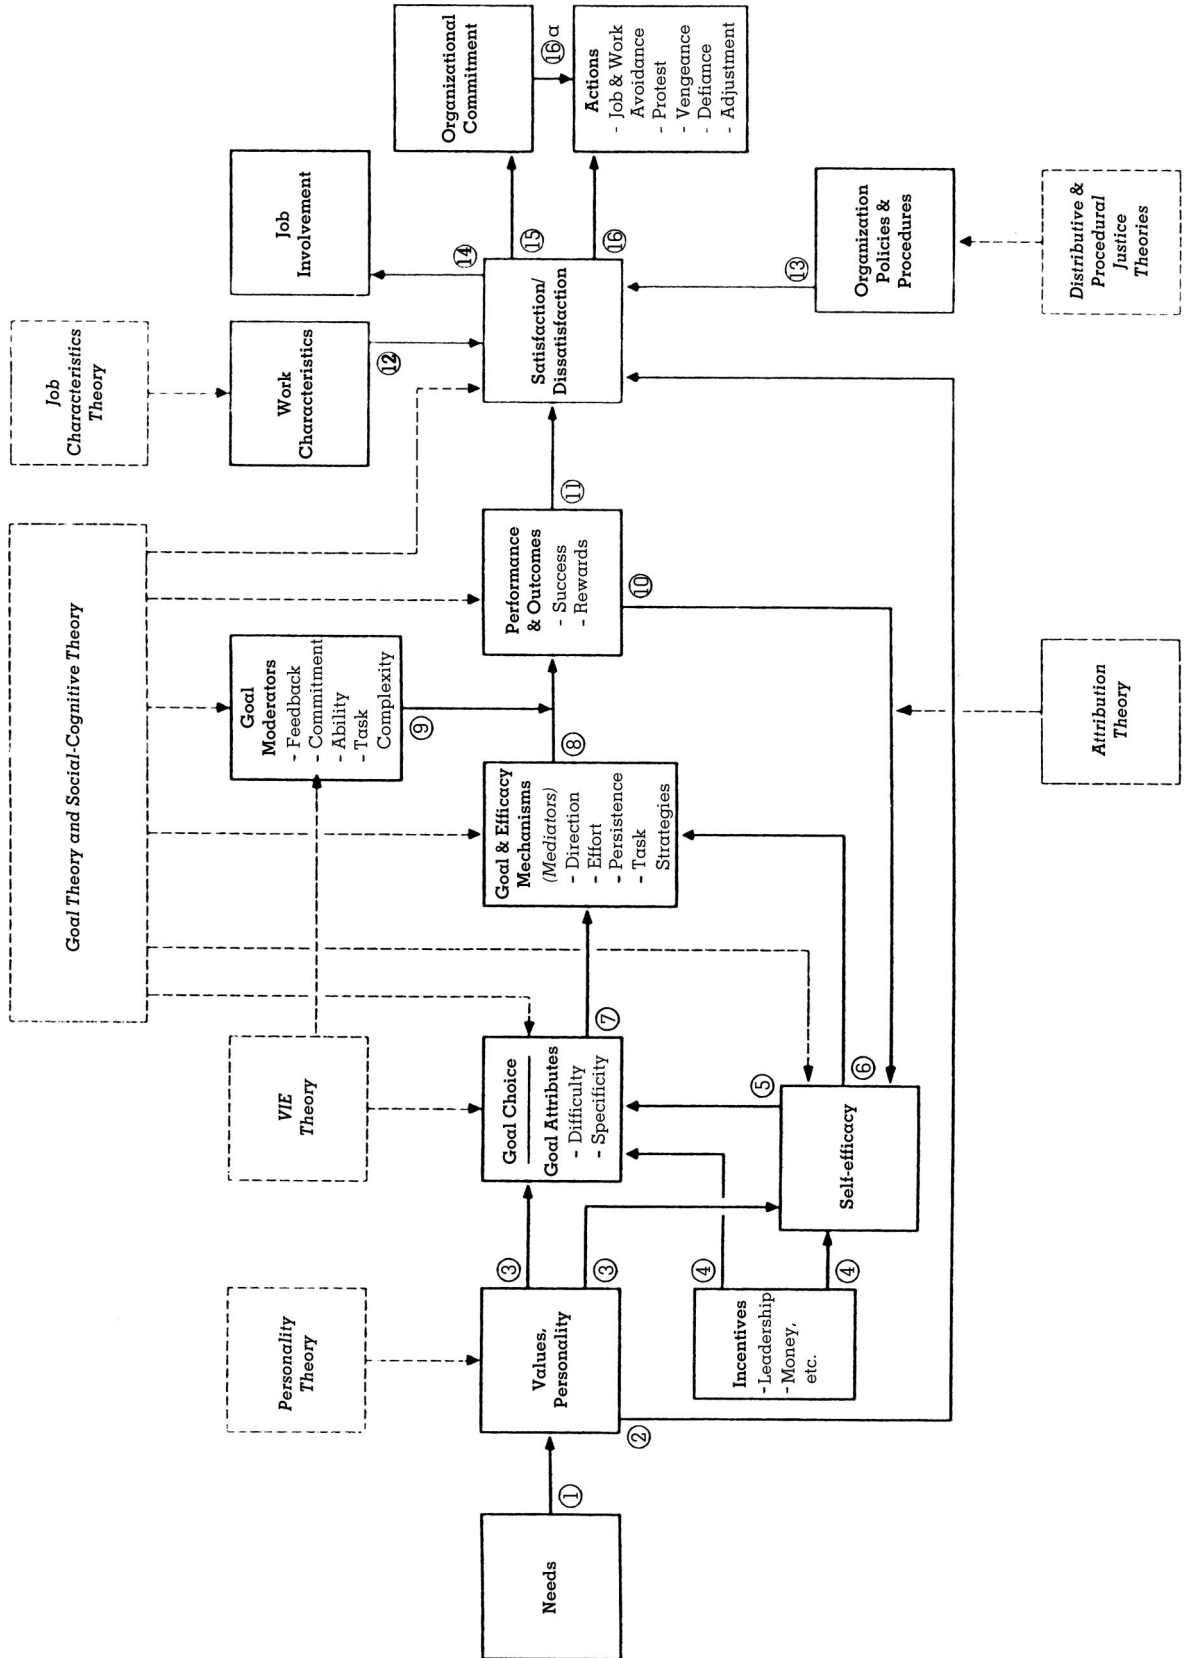 Goal Theory and Social-Cognitive Theory
Job
Characteristics
Theory
Personality
Theory
VIE
Theory
Goal
Moderators
- Feedback
- Commitment
- Ability
- Task
Complexity
⑨
Work
Characteristics
⑫
Job
Involvement
⑭
Organizational
Commitment
⑯a
Needs
①
Values,
Personality
②
③
③
Goal Choice
Goal Attributes
- Difficulty
- Specificity
⑦
Goal & Efficacy
Mechanisms
(Mediators)
- Direction
- Effort
- Persistence
- Task
Strategies
⑧
Performance
& Outcomes
- Success
- Rewards
⑩
⑪
Satisfaction/
Dissatisfaction
⑮
⑯
Actions
- Job & Work
Avoidance
- Protest
- Vengeance
- Defiance
- Adjustment
Incentives
- Leadership
- Money,
etc.
④
④
Self-efficacy
⑤
⑥
⑬
Organization
Policies &
Procedures
Attribution
Theory
Distributive &
Procedural
Justice
Theories